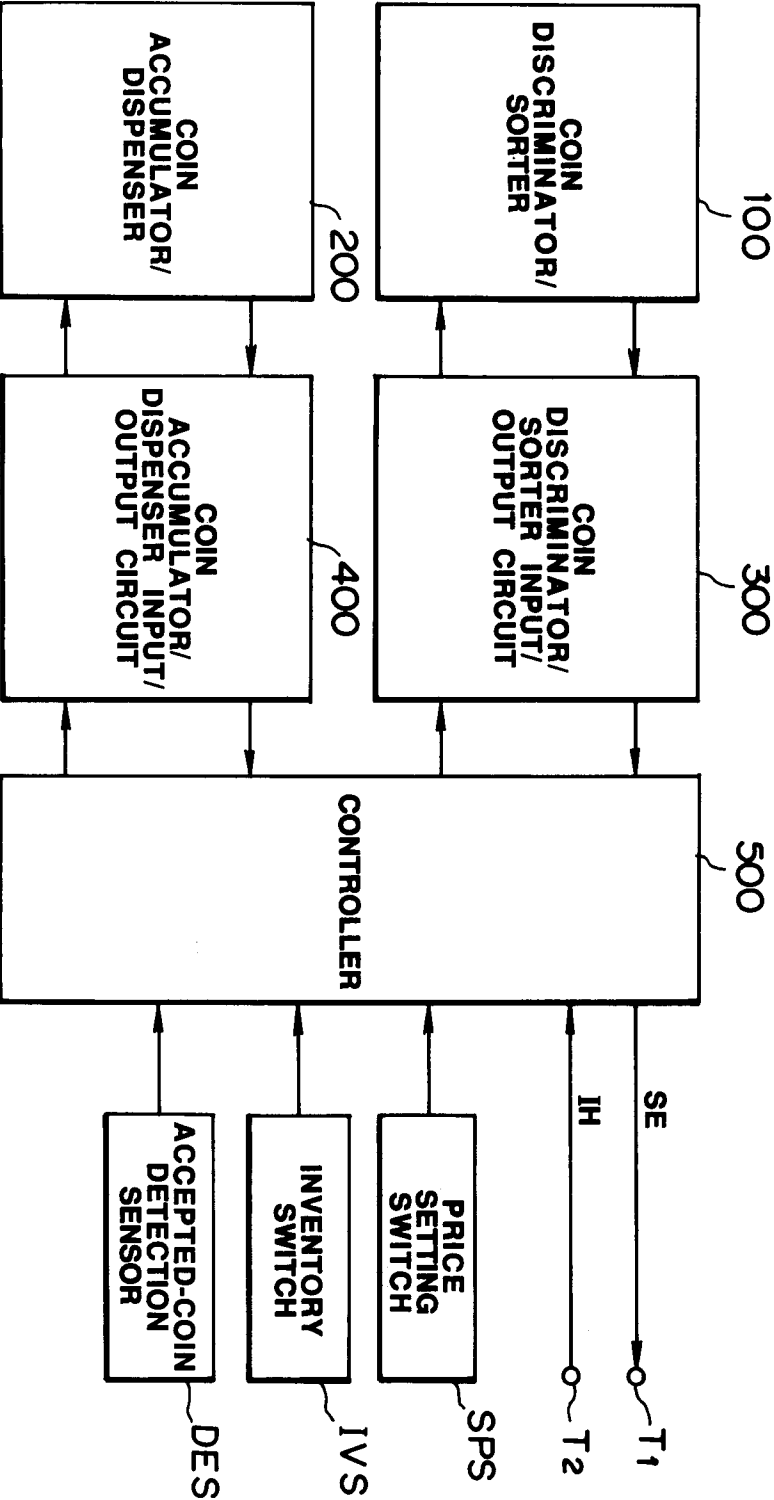 100
COIN
DISCRIMINATOR/
SORTER
300
COIN
DISCRIMINATOR/
SORTER INPUT/
OUTPUT CIRCUIT
500
CONTROLLER
SE
T1
IH
T2
PRICE
SETTING
SWITCH
SPS
INVENTORY
SWITCH
IVS
ACCEPTED-COIN
DETECTION
SENSOR
DES
200
COIN
ACCUMULATOR/
DISPENSER
400
COIN
ACCUMULATOR/
DISPENSER INPUT/
OUTPUT CIRCUIT